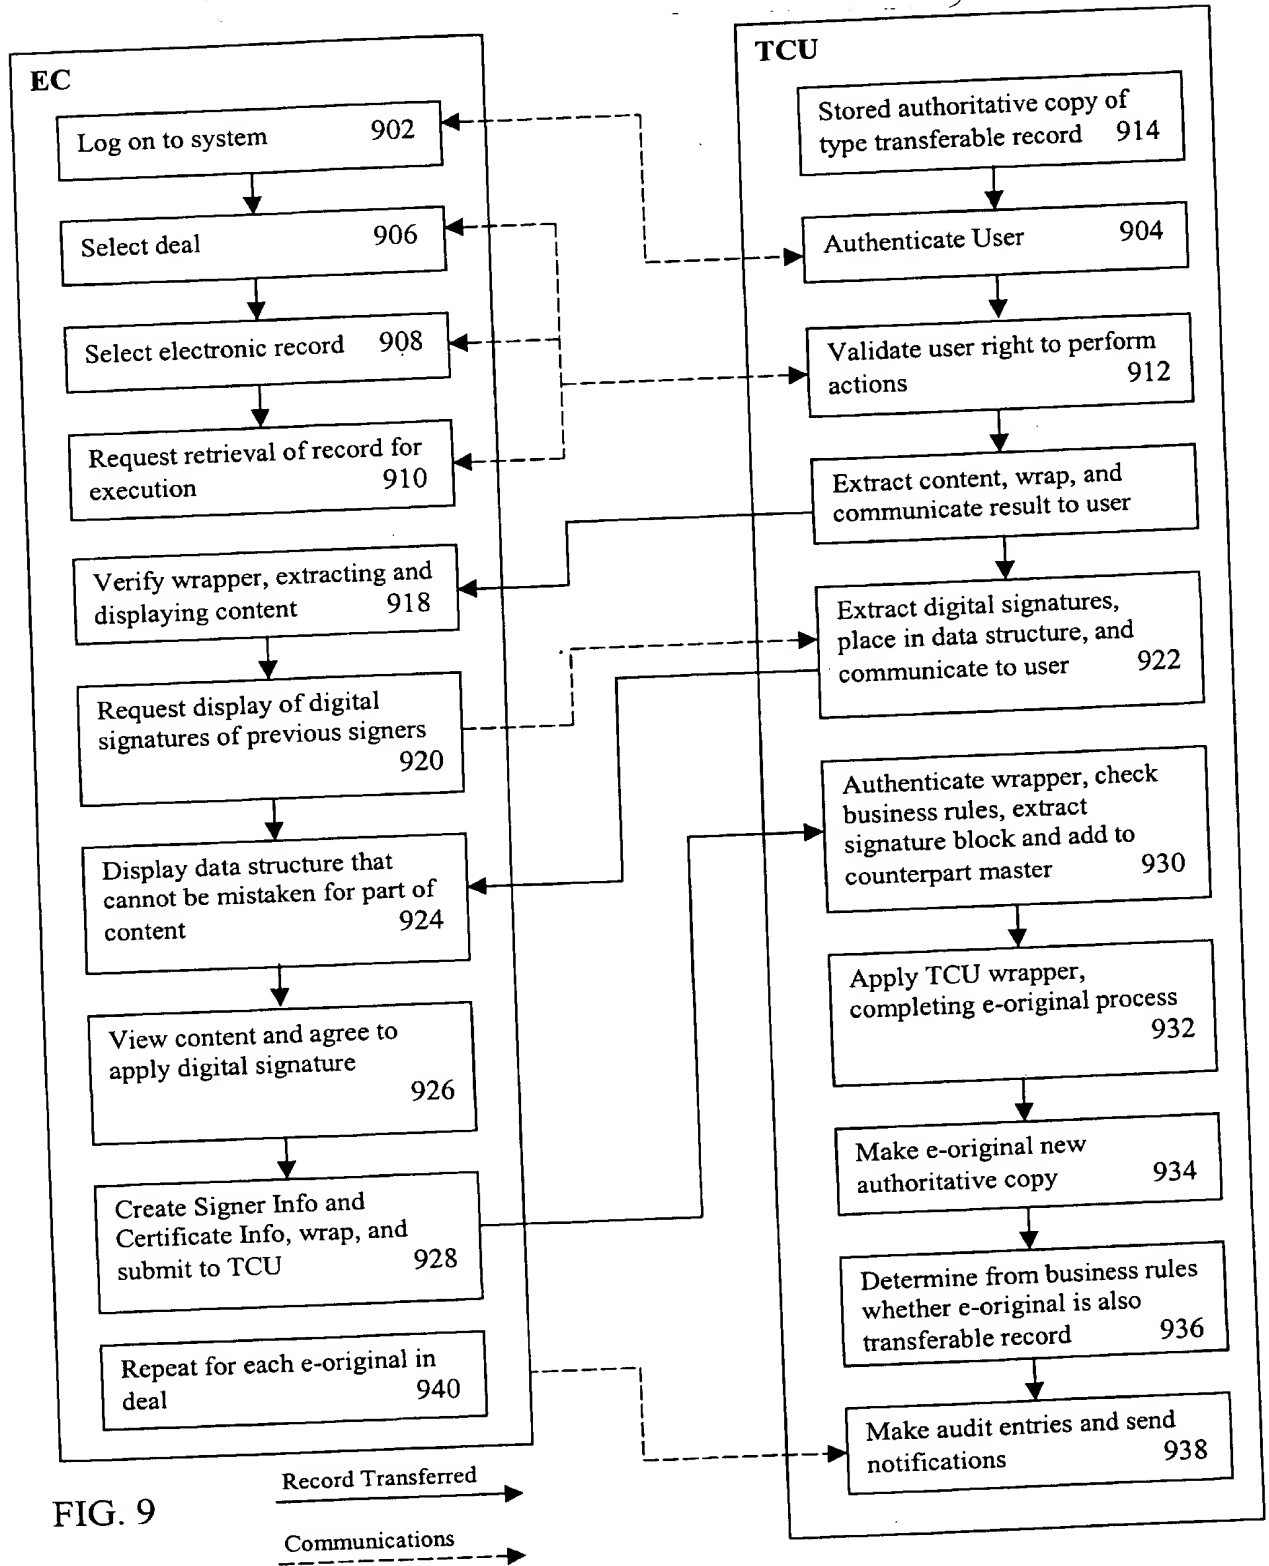 EC
Log on to system 902
Select deal 906
Select electronic record 908
Request retrieval of record for
execution 910
Verify wrapper, extracting and
displaying content 918
Request display of digital
signatures of previous signers
920
Display data structure that
cannot be mistaken for part of
content 924
View content and agree to
apply digital signature
926
Create Signer Info and
Certificate Info, wrap, and
submit to TCU 928
Repeat for each e-original in
deal 940
TCU
Stored authoritative copy of
type transferable record 914
Authenticate User 904
Validate user right to perform
actions 912
Extract content, wrap, and
communicate result to user
Extract digital signatures,
place in data structure, and
communicate to user 922
Authenticate wrapper, check
business rules, extract
signature block and add to
counterpart master 930
Apply TCU wrapper,
completing e-original process
932
Make e-original new
authoritative copy 934
Determine from business rules
whether e-original is also
transferable record 936
Make audit entries and send
notifications 938
FIG. 9
Record Transferred
Communications